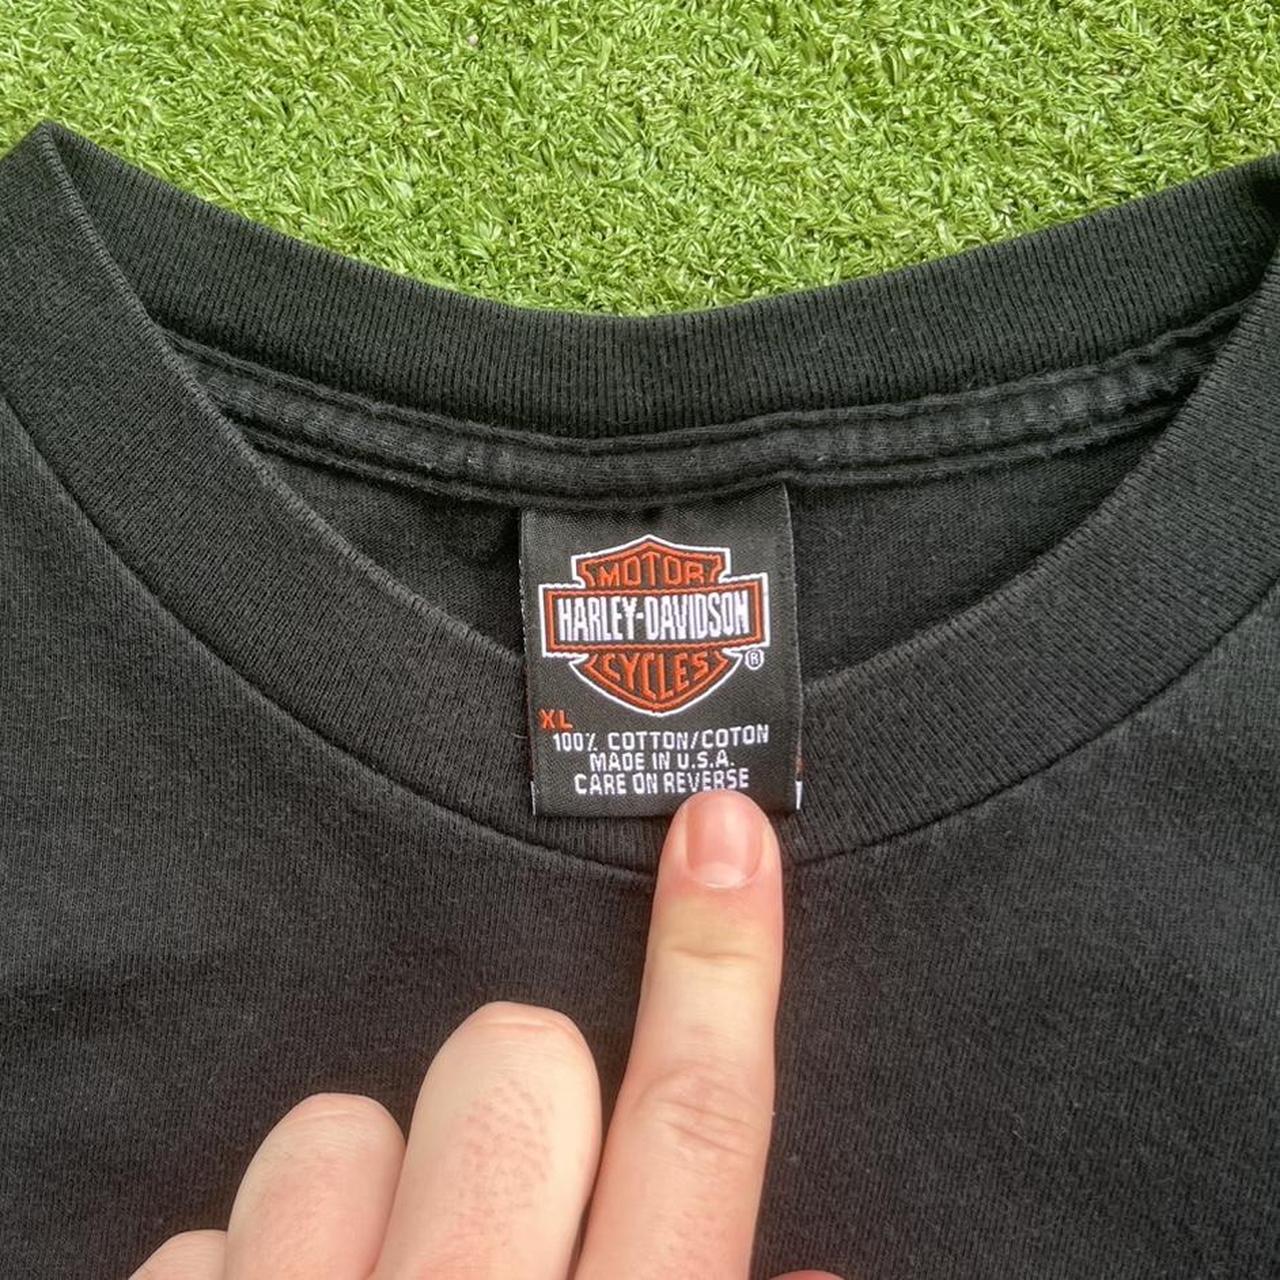 MOTOR
HARLEY-DAVIDSON
CYCLES ®
XL
100% COTTON/COTON
MADE IN U.S.A.
CARE ON REVERSE